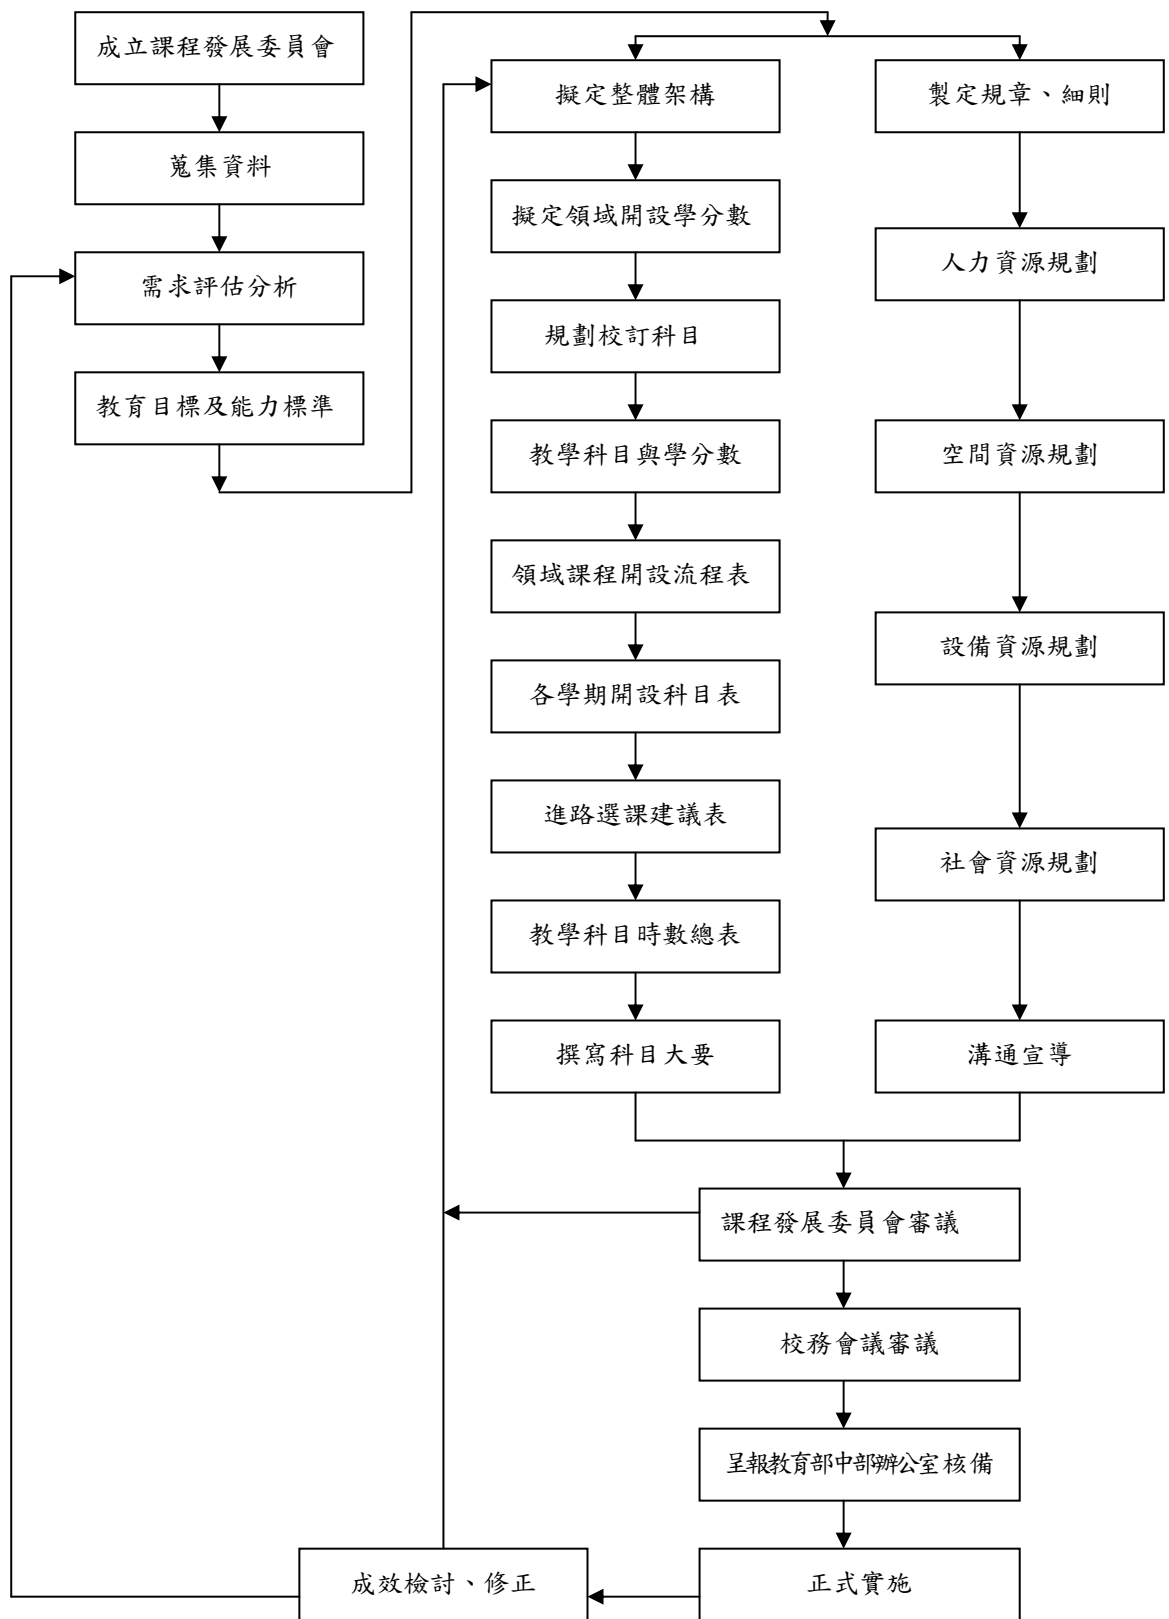 成立課程發展委員會
蒐集資料
需求評估分析
教育目標及能力標準
擬定整體架構
擬定領域開設學分數
規劃校訂科目
教學科目與學分數
領域課程開設流程表
各學期開設科目表
進路選課建議表
教學科目時數總表
撰寫科目大要
製定規章、細則
人力資源規劃
空間資源規劃
設備資源規劃
社會資源規劃
溝通宣導
課程發展委員會審議
校務會議審議
呈報教育部中部辦公室核備
正式實施
成效檢討、修正